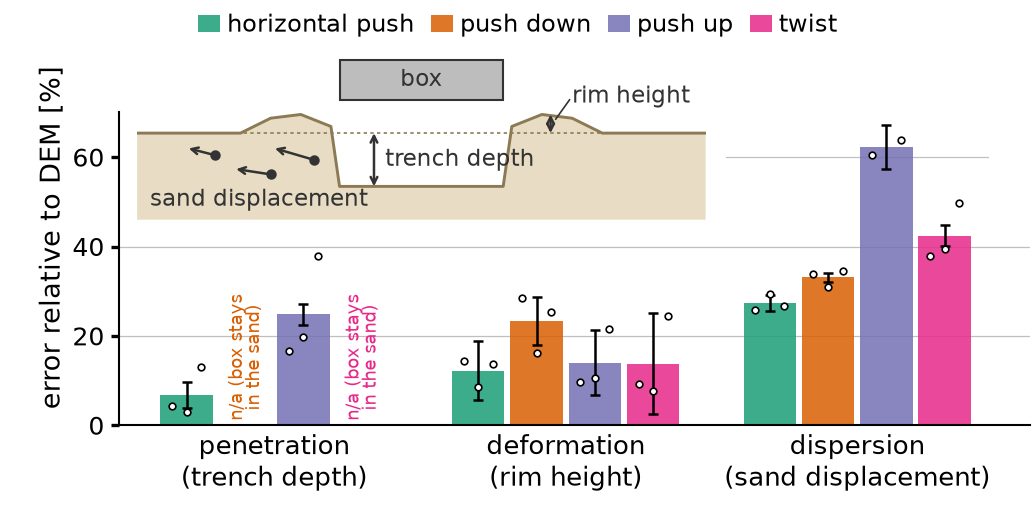 horizontal push push down push up twist
box
rim height
trench depth
sand displacement
error relative to DEM [%]
60
40
20
0
n/a (box stays
in the sand)
n/a (box stays
in the sand)
penetration
(trench depth)
deformation
(rim height)
dispersion
(sand displacement)